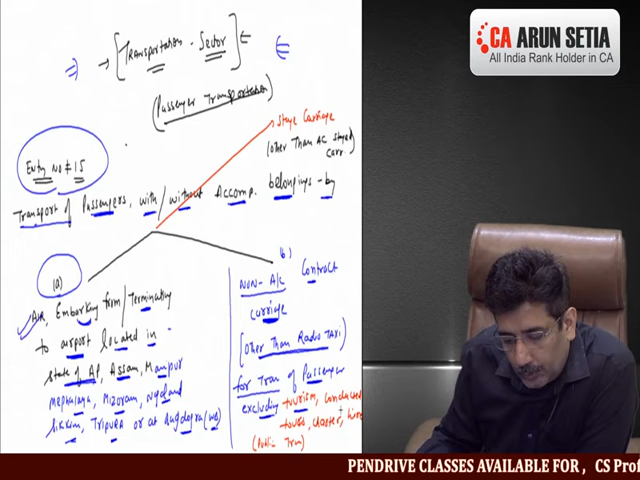 [TRANSPORTATION - SECTOR]
(Passenger Transportation)
Stage Carriage
(other Than AC Stage
Carr.)
Entry No # 15
Transport of Passengers, with/without Accomp. belongings - by
(a)
AIR, Embarking from/Terminating
to airport located in -
state of AP, Assam, Manipur
Meghalaya, Mizoram, Nagaland
Sikkim, Tripura or at Bagdogra (WB)
(b)
NON-A/C Contract
carriage
(other Than Radio TAXI)
for Tran of Passenger
excluding tourism, Conducted
tours, charter, hire
(Public Tran)
CA ARUN SETIA
All India Rank Holder in CA
PENDRIVE CLASSES AVAILABLE FOR , CS Prof